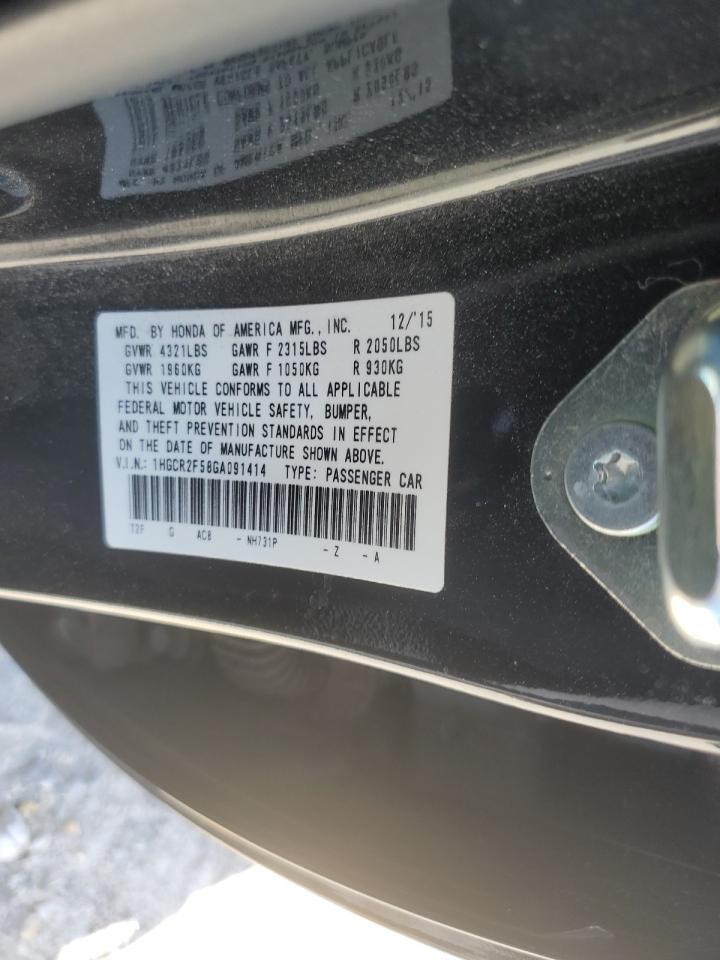 MFD. BY HONDA OF AMERICA MFG., INC. 12/'15
GVWR 4321LBS GAWR F 2315LBS R 2050LBS
GVWR 1960KG GAWR F 1050KG R 930KG
THIS VEHICLE CONFORMS TO ALL APPLICABLE
FEDERAL MOTOR VEHICLE SAFETY, BUMPER,
AND THEFT PREVENTION STANDARDS IN EFFECT
ON THE DATE OF MANUFACTURE SHOWN ABOVE.
V.I.N.: 1HGCR2F58GA091414 TYPE: PASSENGER CAR
T2F G AC8 - NH731P - Z - A